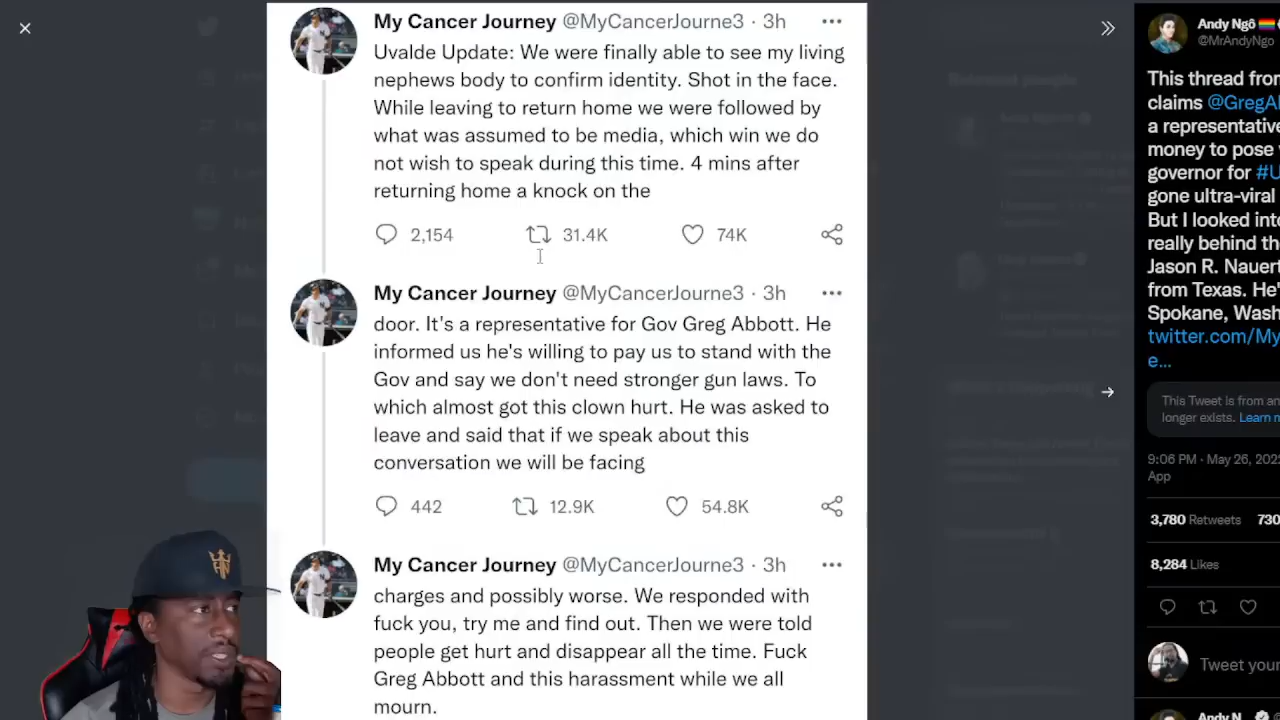 My Cancer Journey @MyCancerJourne3 · 3h
Uvalde Update: We were finally able to see my living
nephews body to confirm identity. Shot in the face.
While leaving to return home we were followed by
what was assumed to be media, which win we do
not wish to speak during this time. 4 mins after
returning home a knock on the
2,154 31.4K 74K
My Cancer Journey @MyCancerJourne3 · 3h
door. It's a representative for Gov Greg Abbott. He
informed us he's willing to pay us to stand with the
Gov and say we don't need stronger gun laws. To
which almost got this clown hurt. He was asked to
leave and said that if we speak about this
conversation we will be facing
442 12.9K 54.8K
My Cancer Journey @MyCancerJourne3 · 3h
charges and possibly worse. We responded with
fuck you, try me and find out. Then we were told
people get hurt and disappear all the time. Fuck
Greg Abbott and this harassment while we all
mourn.
Andy Ngô
@MrAndyNgo
This thread from
claims @GregAb
a representative
money to pose w
governor for #U
gone ultra-viral
But I looked into
really behind the
Jason R. Nauert
from Texas. He's
Spokane, Wash
twitter.com/My
e...
This Tweet is from an
longer exists. Learn m
9:06 PM · May 26, 202
App
3,780 Retweets 730
8,284 Likes
Tweet your
Andy N